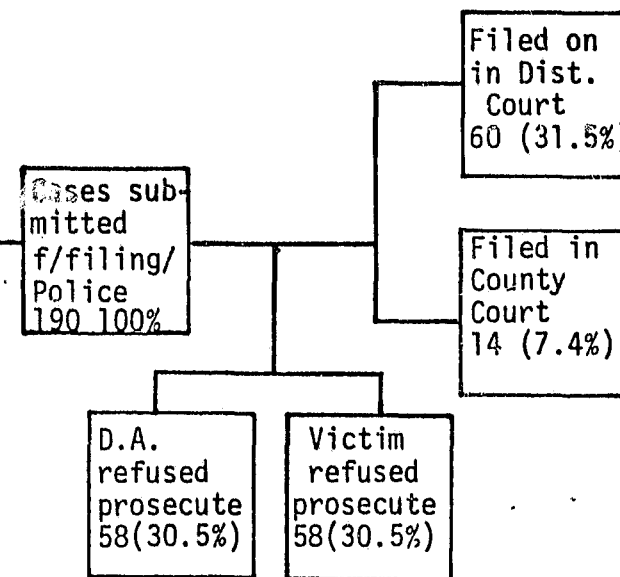 Filed on
in Dist.
Court
60 (31.5%)
Cases sub-
mitted
f/filing/
Police
190 100%
Filed in
County
Court
14 (7.4%)
D.A.
refused
prosecute
58(30.5%)
Victim
refused
prosecute
58(30.5%)